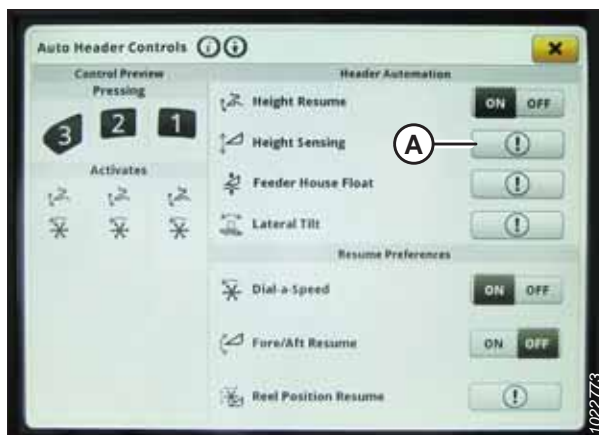 Auto Header Controls
Control Preview
Pressing
3 2 1
Activates
Header Automation
Height Resume ON OFF
Height Sensing
A
Feeder House Float
Lateral Tilt
Resume Preferences
Dial-a-Speed ON OFF
Fore/Aft Resume ON OFF
Reel Position Resume
1022773